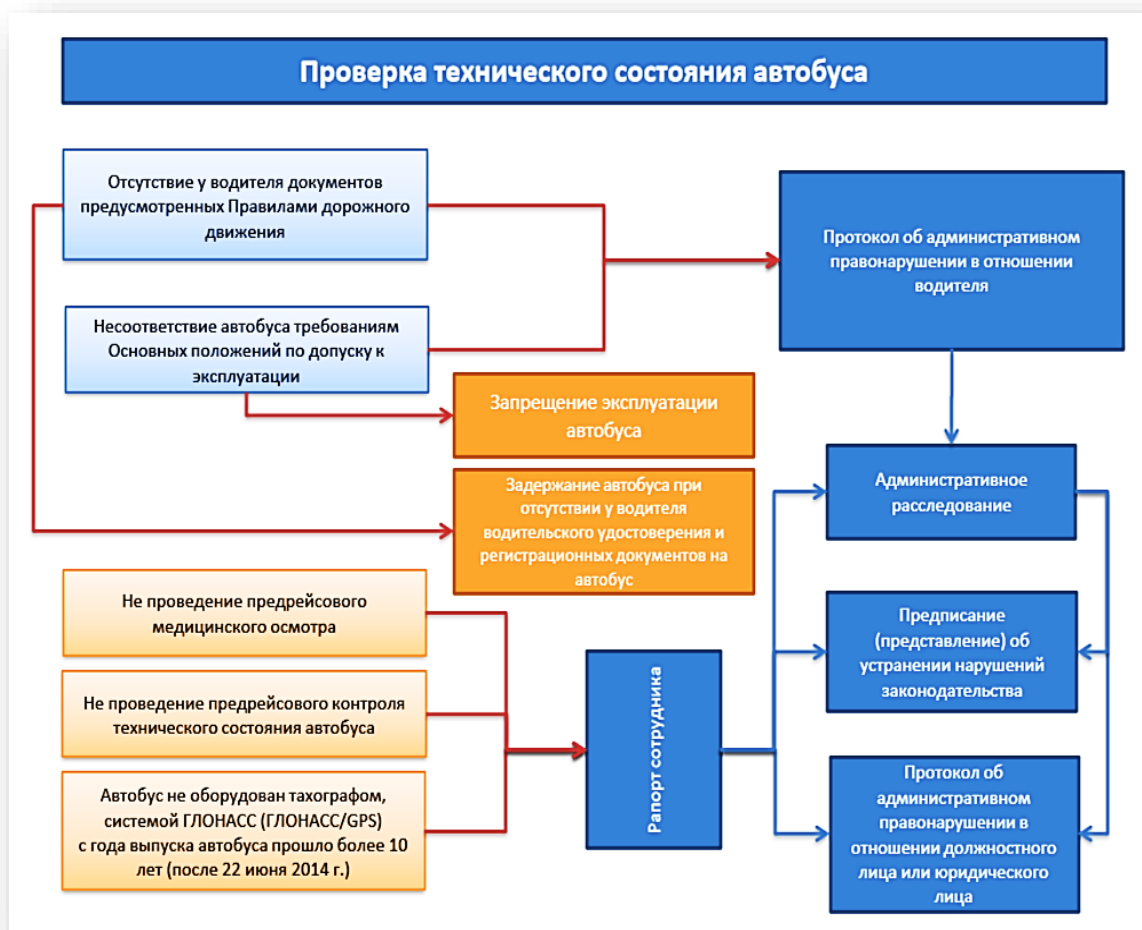 Проверка технического состояния автобуса
Отсутствие у водителя документов
предусмотренных Правилами дорожного
движения
Протокол об административном
правонарушении в отношении
водителя
Несоответствие автобуса требованиям
Основных положений по допуску к
эксплуатации
Запрещение эксплуатации
автобуса
Задержание автобуса при
отсутствии у водителя
водительского удостоверения и
регистрационных документов на
автобус
Административное
расследование
Не проведение предрейсового
медицинского осмотра
Предписание
(представление) об
устранении нарушений
законодательства
Не проведение предрейсового контроля
технического состояния автобуса
Рапорт сотрудника
Автобус не оборудован тахографом,
системой ГЛОНАСС (ГЛОНАСС/GPS)
с года выпуска автобуса прошло более 10
лет (после 22 июня 2014 г.)
Протокол об
административном
правонарушении в
отношении должностного
лица или юридического
лица